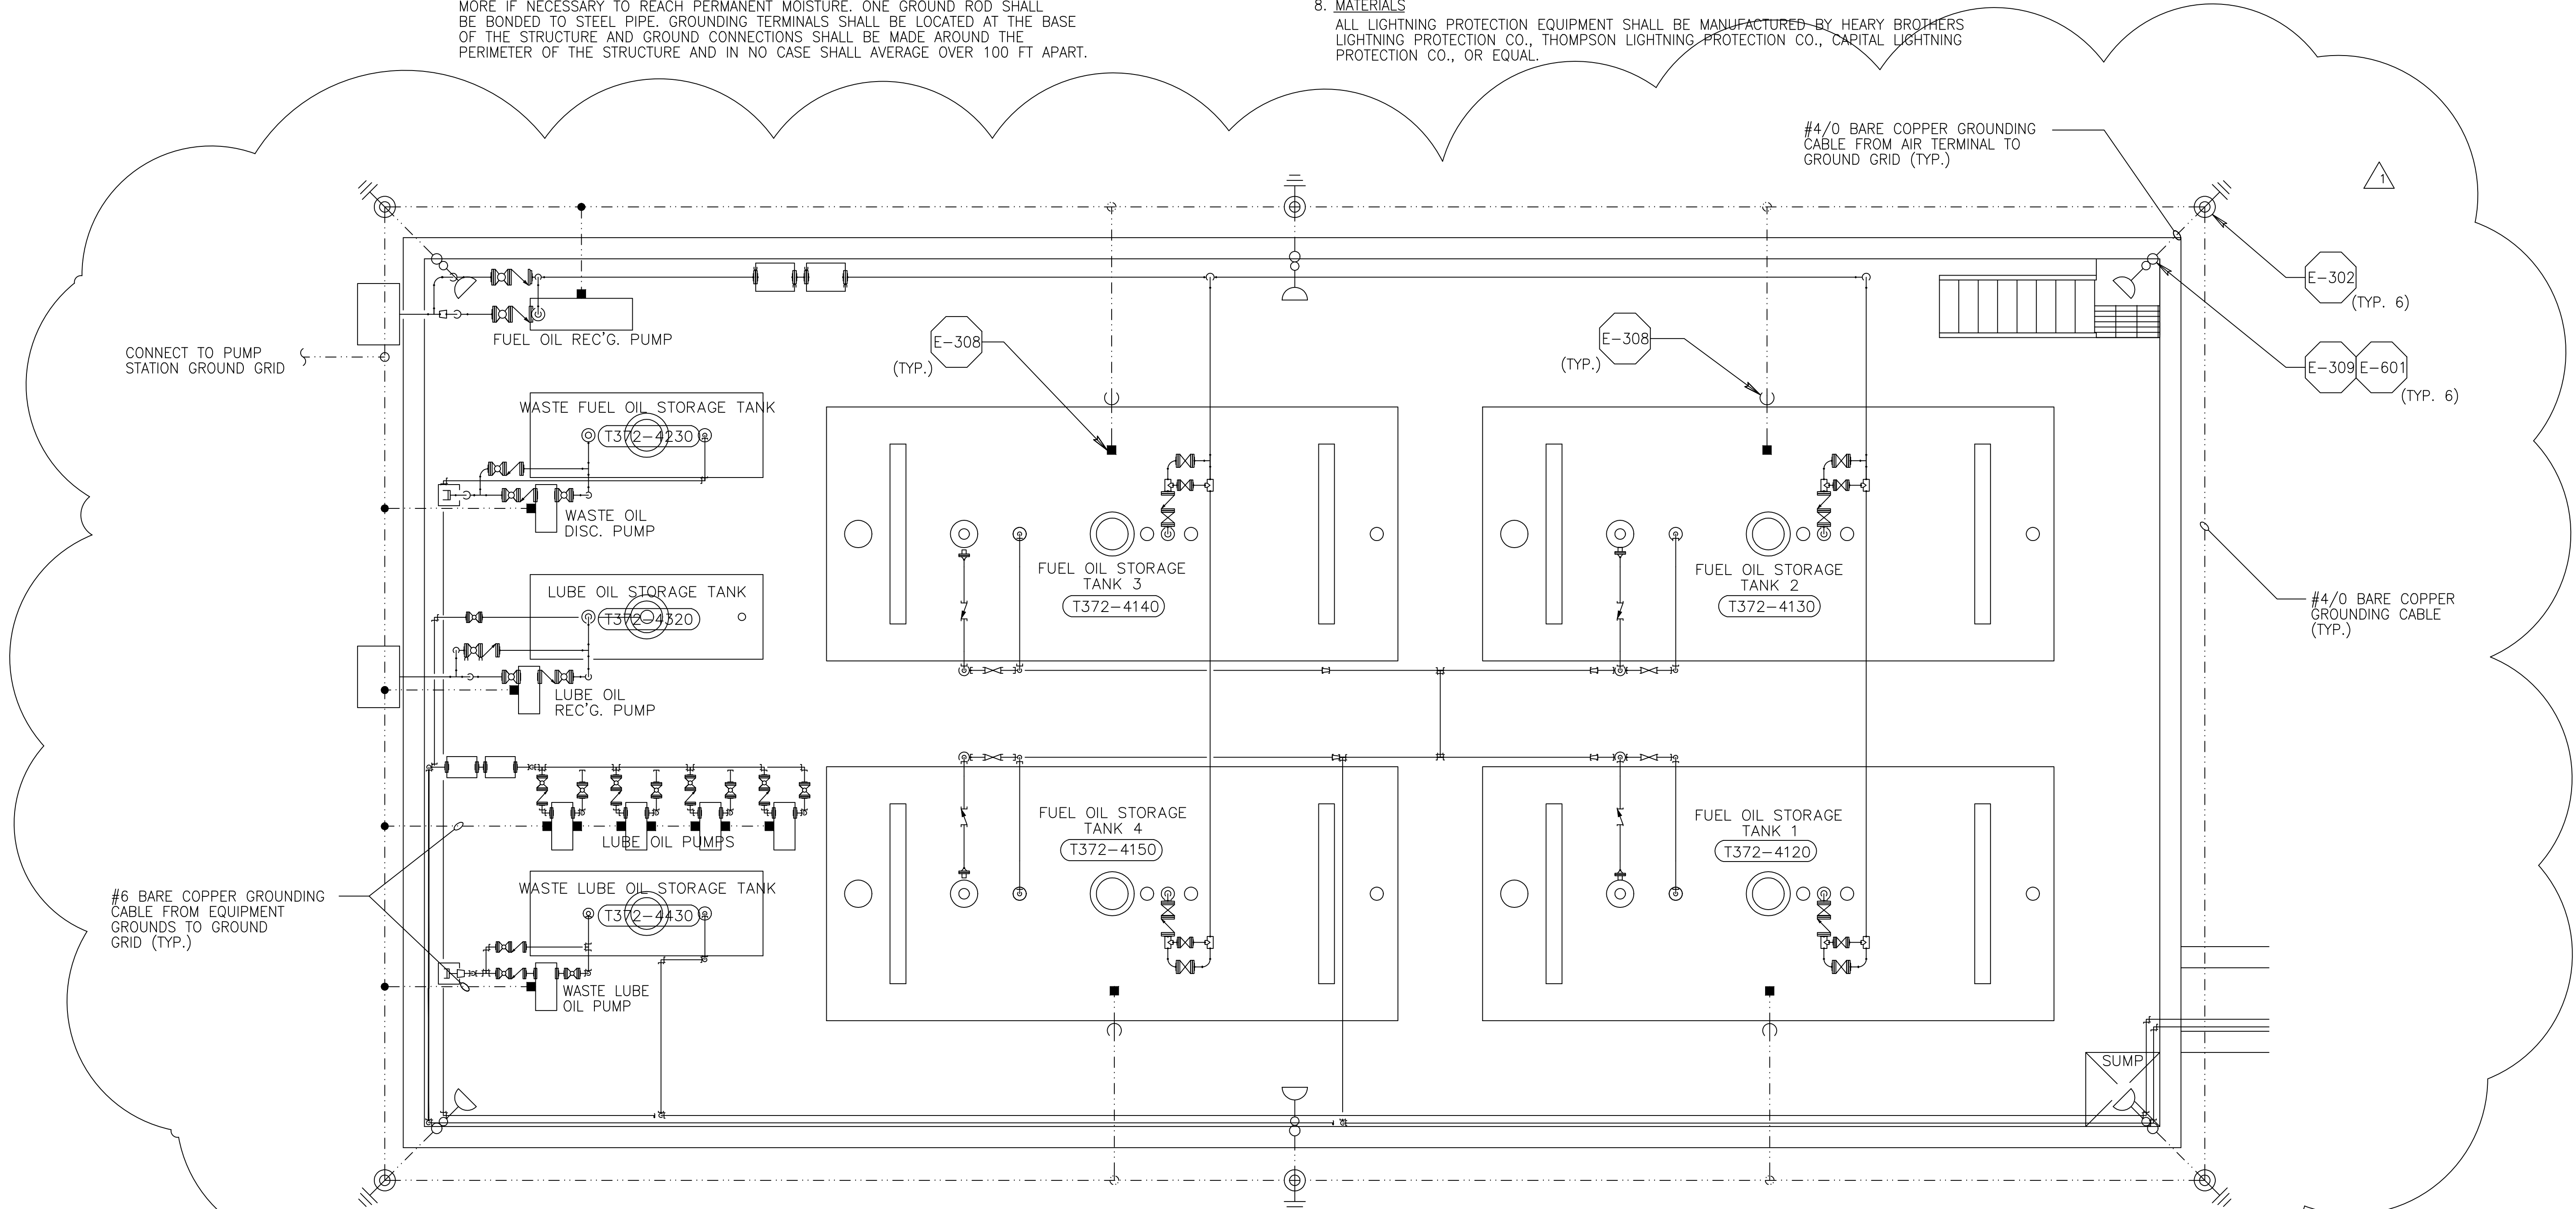 MORE IF NECESSARY TO REACH PERMANENT MOISTURE. ONE GROUND ROD SHALL
BE BONDED TO STEEL PIPE. GROUNDING TERMINALS SHALL BE LOCATED AT THE BASE
OF THE STRUCTURE AND GROUND CONNECTIONS SHALL BE MADE AROUND THE
PERIMETER OF THE STRUCTURE AND IN NO CASE SHALL AVERAGE OVER 100 FT APART.
8. MATERIALS
ALL LIGHTNING PROTECTION EQUIPMENT SHALL BE MANUFACTURED BY HEARY BROTHERS
LIGHTNING PROTECTION CO., THOMPSON LIGHTNING PROTECTION CO., CAPITAL LIGHTNING
PROTECTION CO., OR EQUAL.
#4/0 BARE COPPER GROUNDING
CABLE FROM AIR TERMINAL TO
GROUND GRID (TYP.)
1
E-302
(TYP. 6)
E-309
E-601
(TYP. 6)
CONNECT TO PUMP
STATION GROUND GRID
FUEL OIL REC'G. PUMP
E-308
(TYP.)
E-308
(TYP.)
WASTE FUEL OIL STORAGE TANK
T372-4230
WASTE OIL
DISC. PUMP
LUBE OIL STORAGE TANK
T372-4320
LUBE OIL
REC'G. PUMP
FUEL OIL STORAGE
TANK 3
T372-4140
FUEL OIL STORAGE
TANK 2
T372-4130
#4/0 BARE COPPER
GROUNDING CABLE
(TYP.)
LUBE OIL PUMPS
FUEL OIL STORAGE
TANK 4
T372-4150
FUEL OIL STORAGE
TANK 1
T372-4120
#6 BARE COPPER GROUNDING
CABLE FROM EQUIPMENT
GROUNDS TO GROUND
GRID (TYP.)
WASTE LUBE OIL STORAGE TANK
T372-4430
WASTE LUBE
OIL PUMP
SUMP